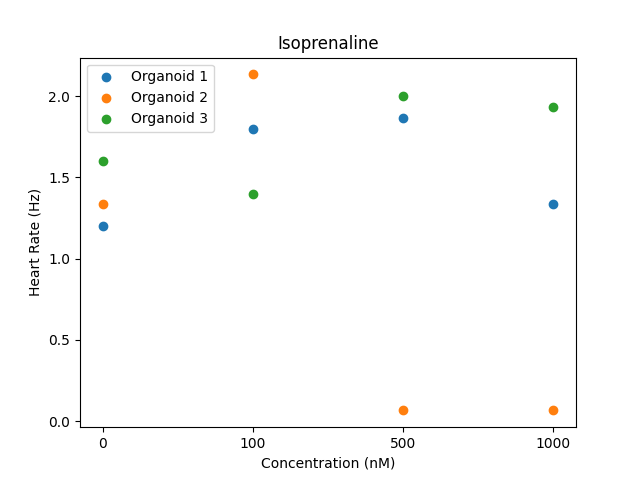 Isoprenaline
Organoid 1
Organoid 2
Organoid 3
2.0
1.5
1.0
0.5
0.0
Heart Rate (Hz)
0 100 500 1000
Concentration (nM)